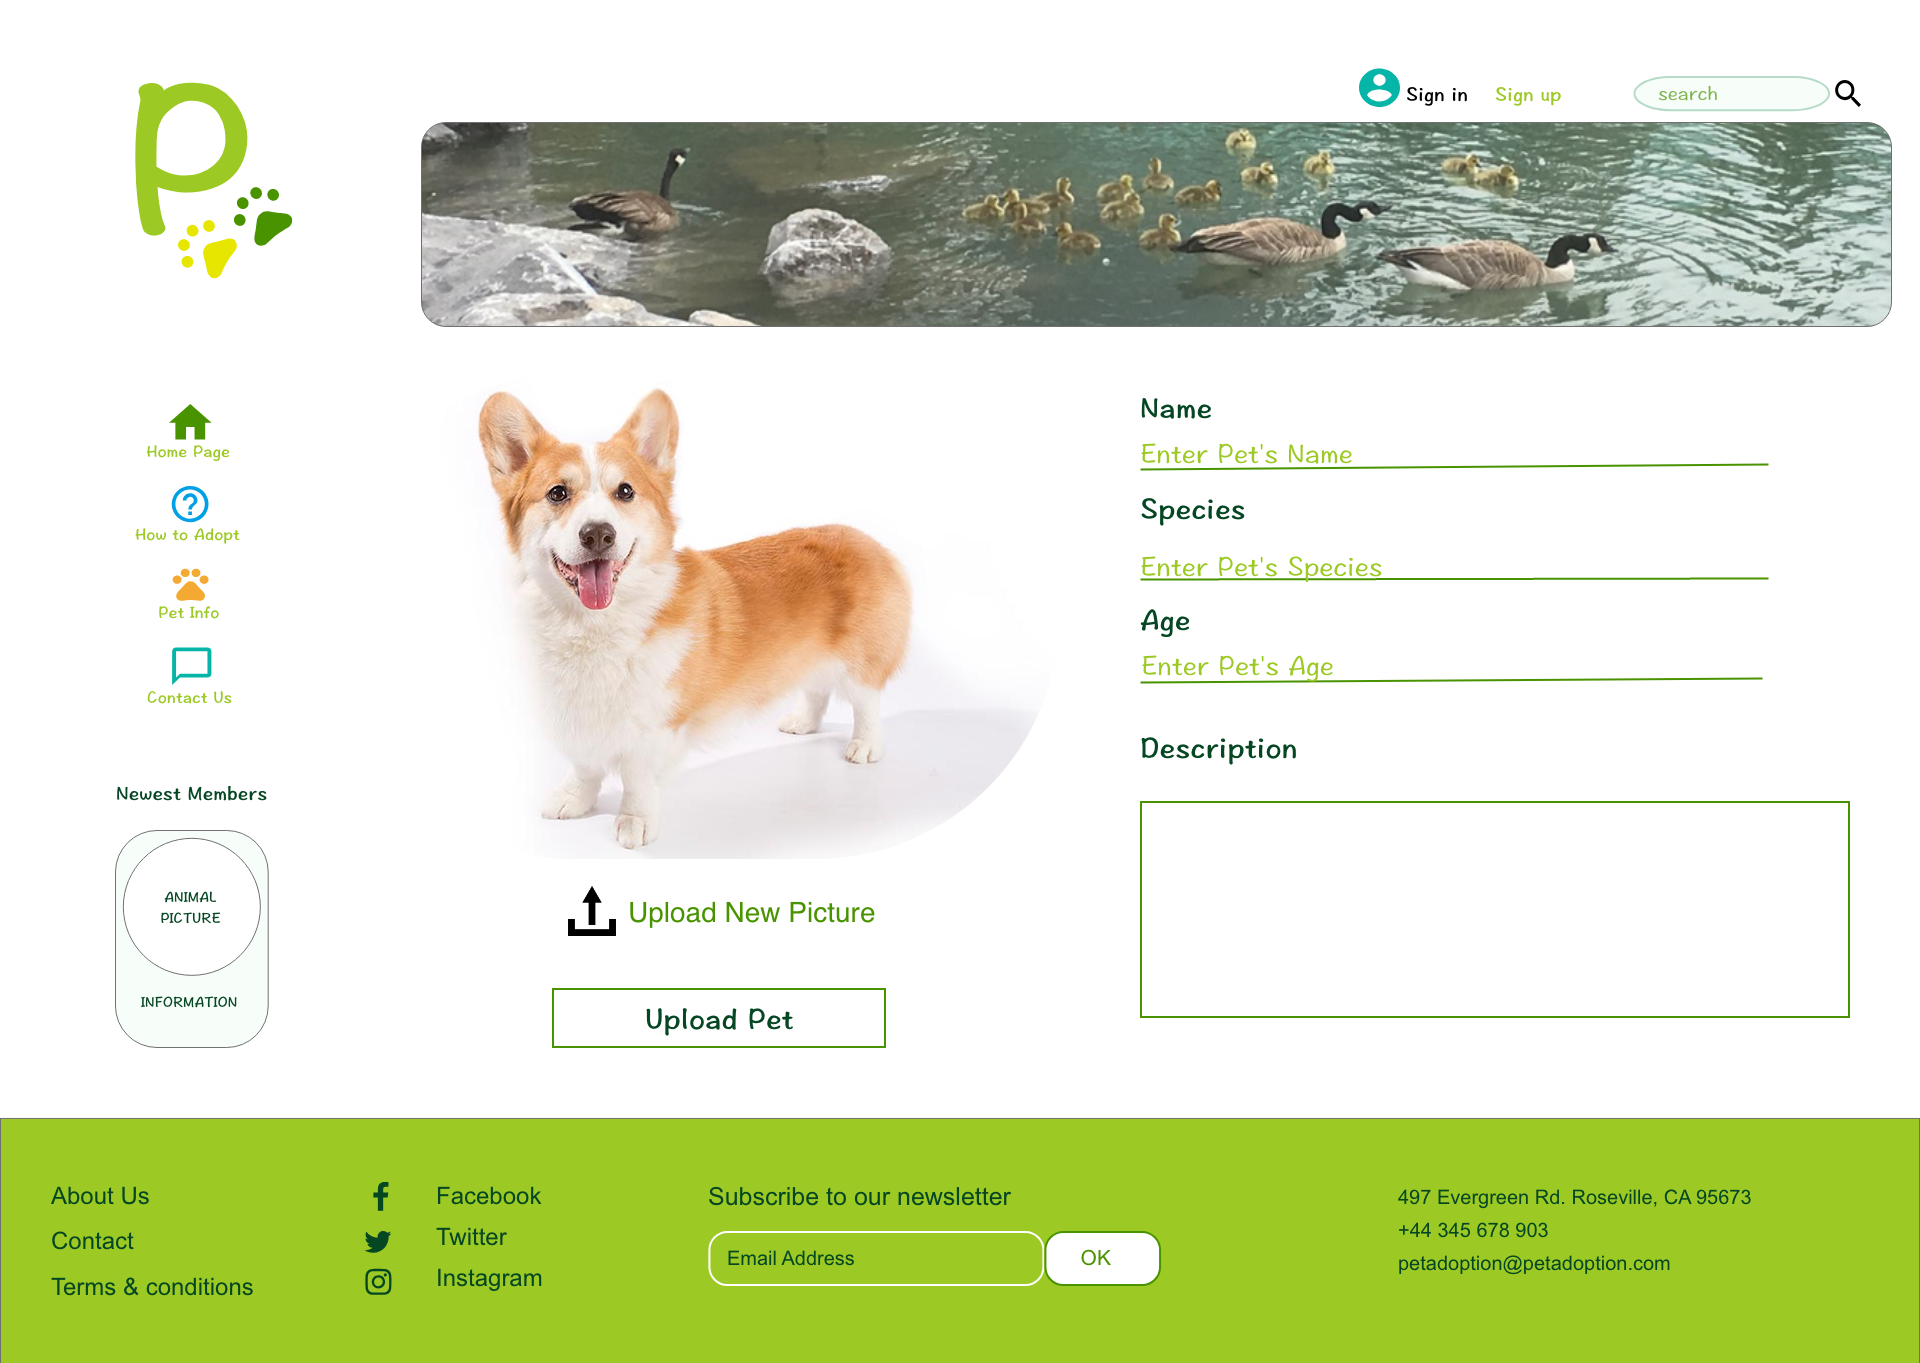 p
Sign in
Sign up
search
Home Page
How to Adopt
Pet Info
Contact Us
Newest Members
ANIMAL
PICTURE
INFORMATION
Upload New Picture
Upload Pet
Name
Enter Pet's Name
Species
Enter Pet's Species
Age
Enter Pet's Age
Description
About Us
Contact
Terms & conditions
Facebook
Twitter
Instagram
Subscribe to our newsletter
Email Address
OK
497 Evergreen Rd. Roseville, CA 95673
+44 345 678 903
petadoption@petadoption.com